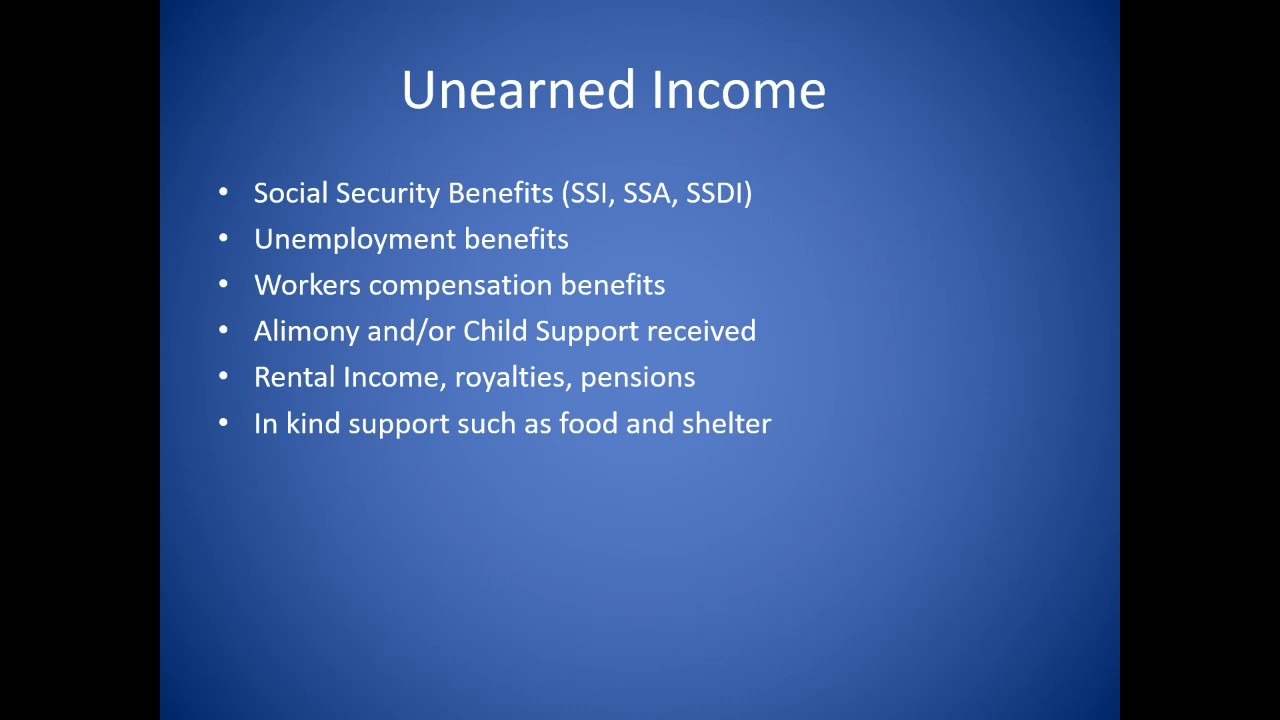 Unearned Income
• Social Security Benefits (SSI, SSA, SSDI)
• Unemployment benefits
• Workers compensation benefits
• Alimony and/or Child Support received
• Rental Income, royalties, pensions
• In kind support such as food and shelter